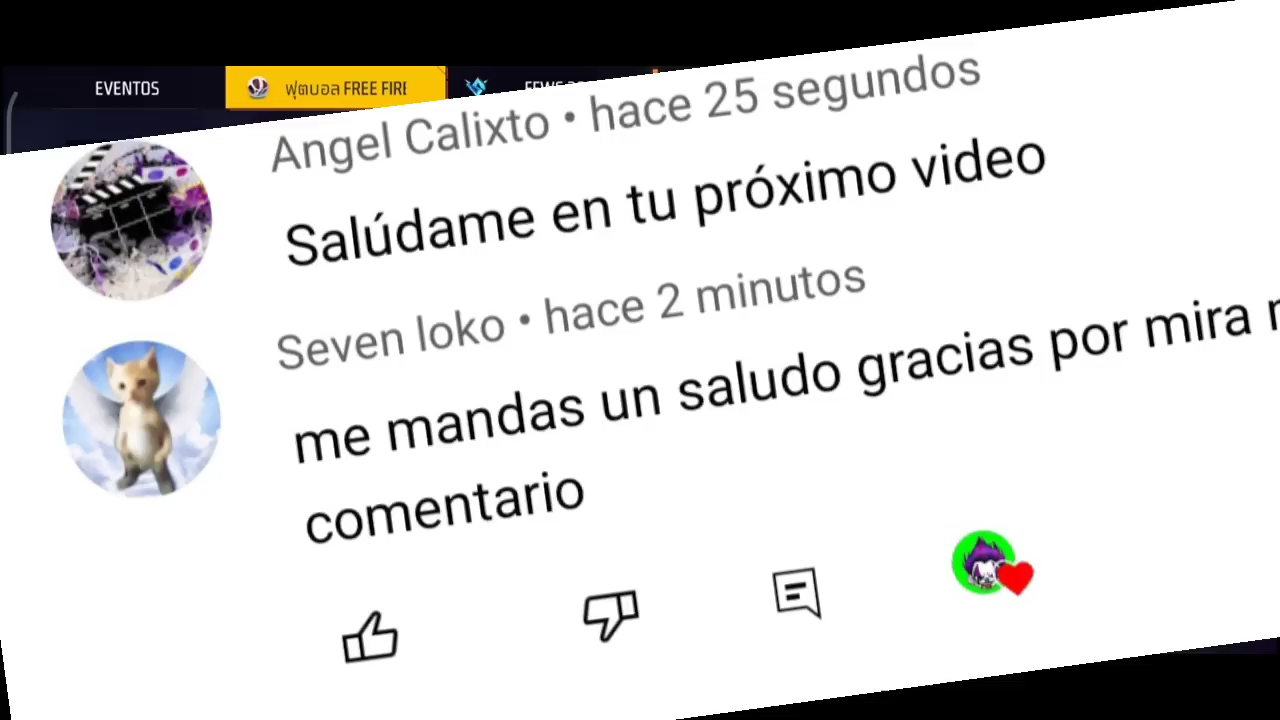 EVENTOS
ฟุตบอล FREE FIRE
Angel Calixto • hace 25 segundos
Salúdame en tu próximo video
Seven loko • hace 2 minutos
me mandas un saludo gracias por mira
comentario